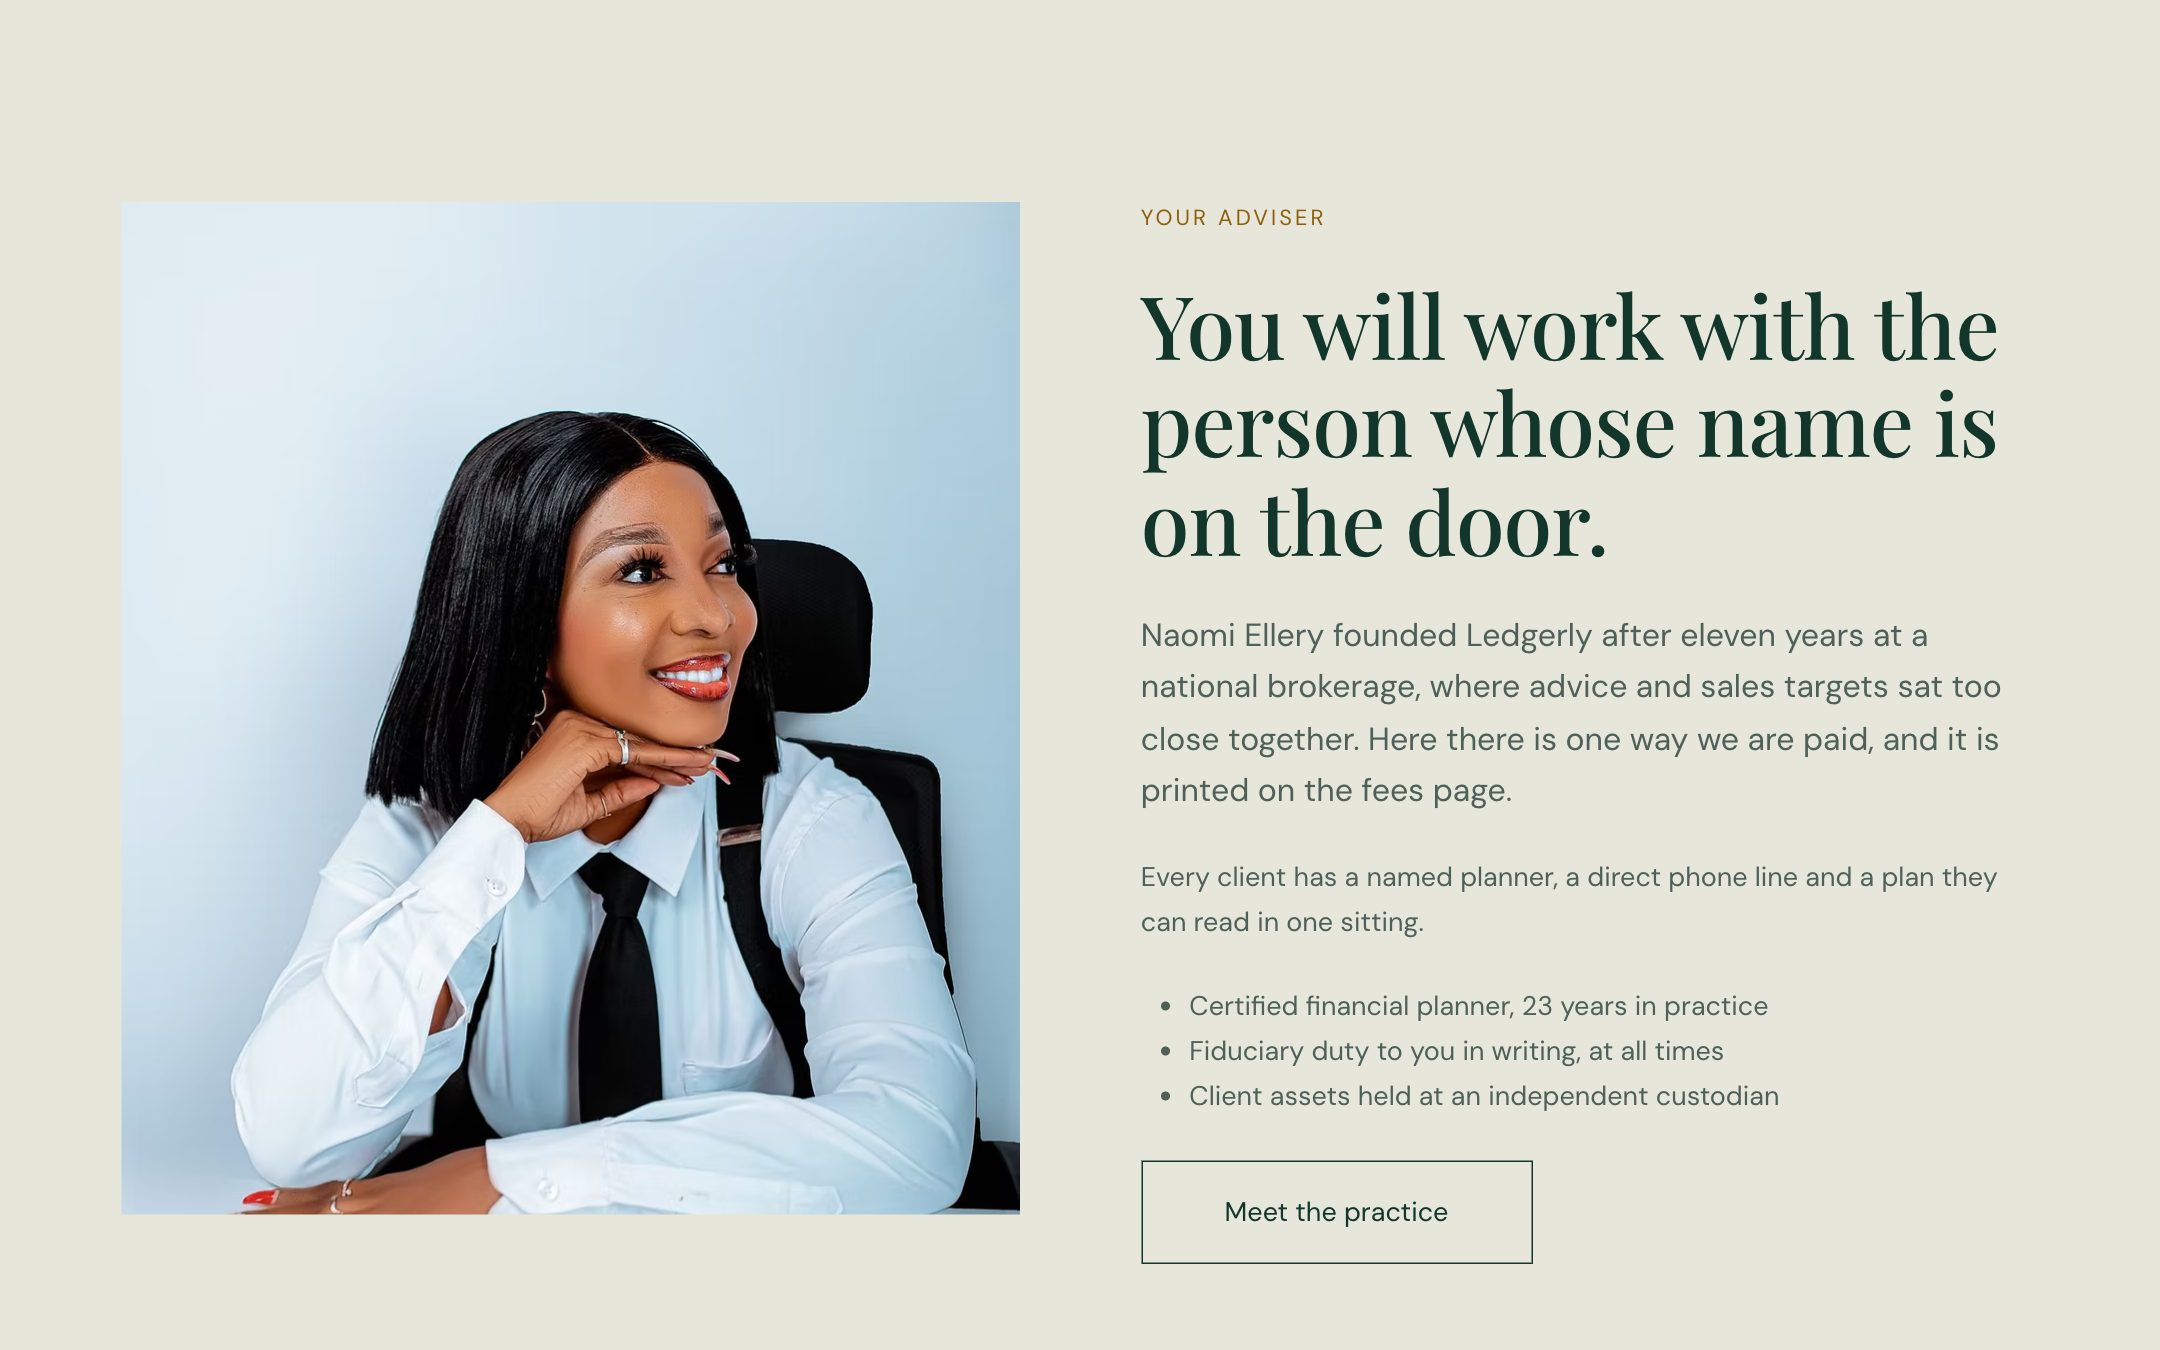 YOUR ADVISER
You will work with the
person whose name is
on the door.
Naomi Ellery founded Ledgerly after eleven years at a
national brokerage, where advice and sales targets sat too
close together. Here there is one way we are paid, and it is
printed on the fees page.
Every client has a named planner, a direct phone line and a plan they
can read in one sitting.
• Certified financial planner, 23 years in practice
• Fiduciary duty to you in writing, at all times
• Client assets held at an independent custodian
Meet the practice